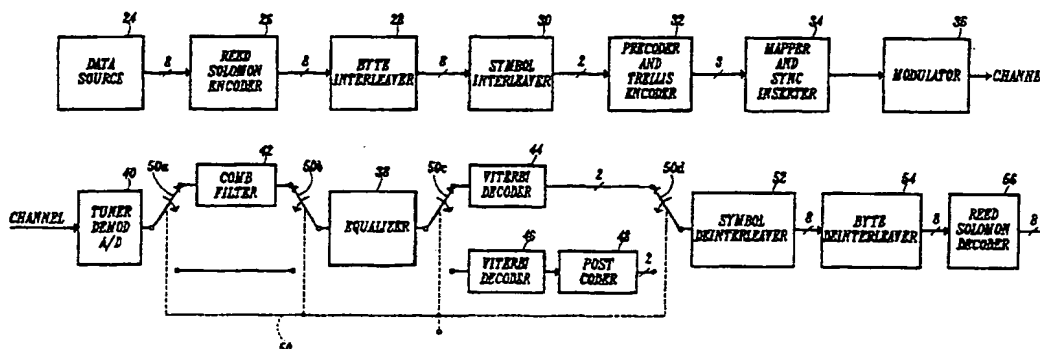 24
26
28
30
32
34
36
DATA
SOURCE
8
REED
SOLOMON
ENCODER
8
BYTE
INTERLEAVER
8
SYMBOL
INTERLEAVER
2
PRECODER
AND
TRELLIS
ENCODER
3
MAPPER
AND
SYNC
INSERTER
MODULATOR
CHANNEL
CHANNEL
40
TUNER
DEMOD
A/D
50a
42
COMB
FILTER
50b
38
EQUALIZER
50c
44
VITERBI
DECODER
2
46
VITERBI
DECODER
48
POST
CODER
2
50d
52
SYMBOL
DEINTERLEAVER
8
54
BYTE
DEINTERLEAVER
8
56
REED
SOLOMON
DECODER
8